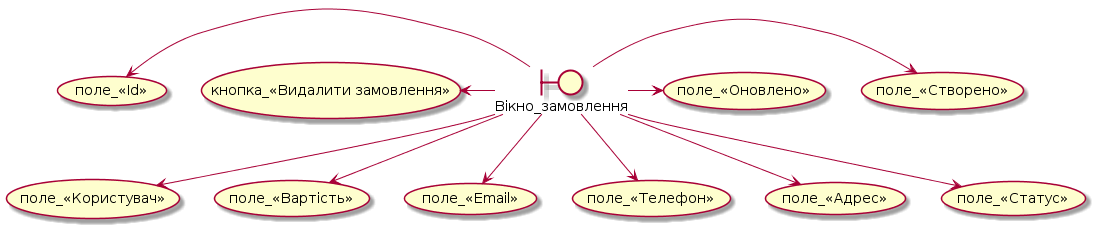 поле_«Id»
кнопка_«Видалити замовлення»
Вікно_замовлення
поле_«Оновлено»
поле_«Створено»
поле_«Користувач»
поле_«Вартість»
поле_«Email»
поле_«Телефон»
поле_«Адрес»
поле_«Статус»